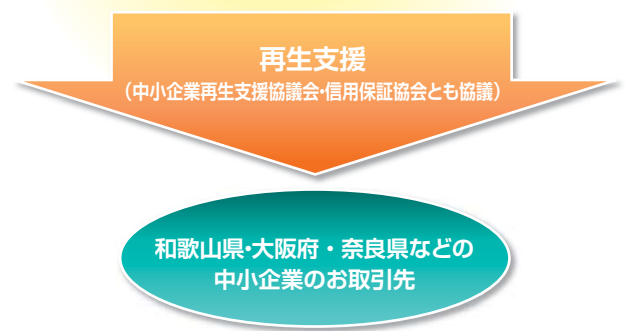 再生支援
（中小企業再生支援協議会・信用保証協会とも協議）
和歌山県・大阪府・奈良県などの
中小企業のお取引先